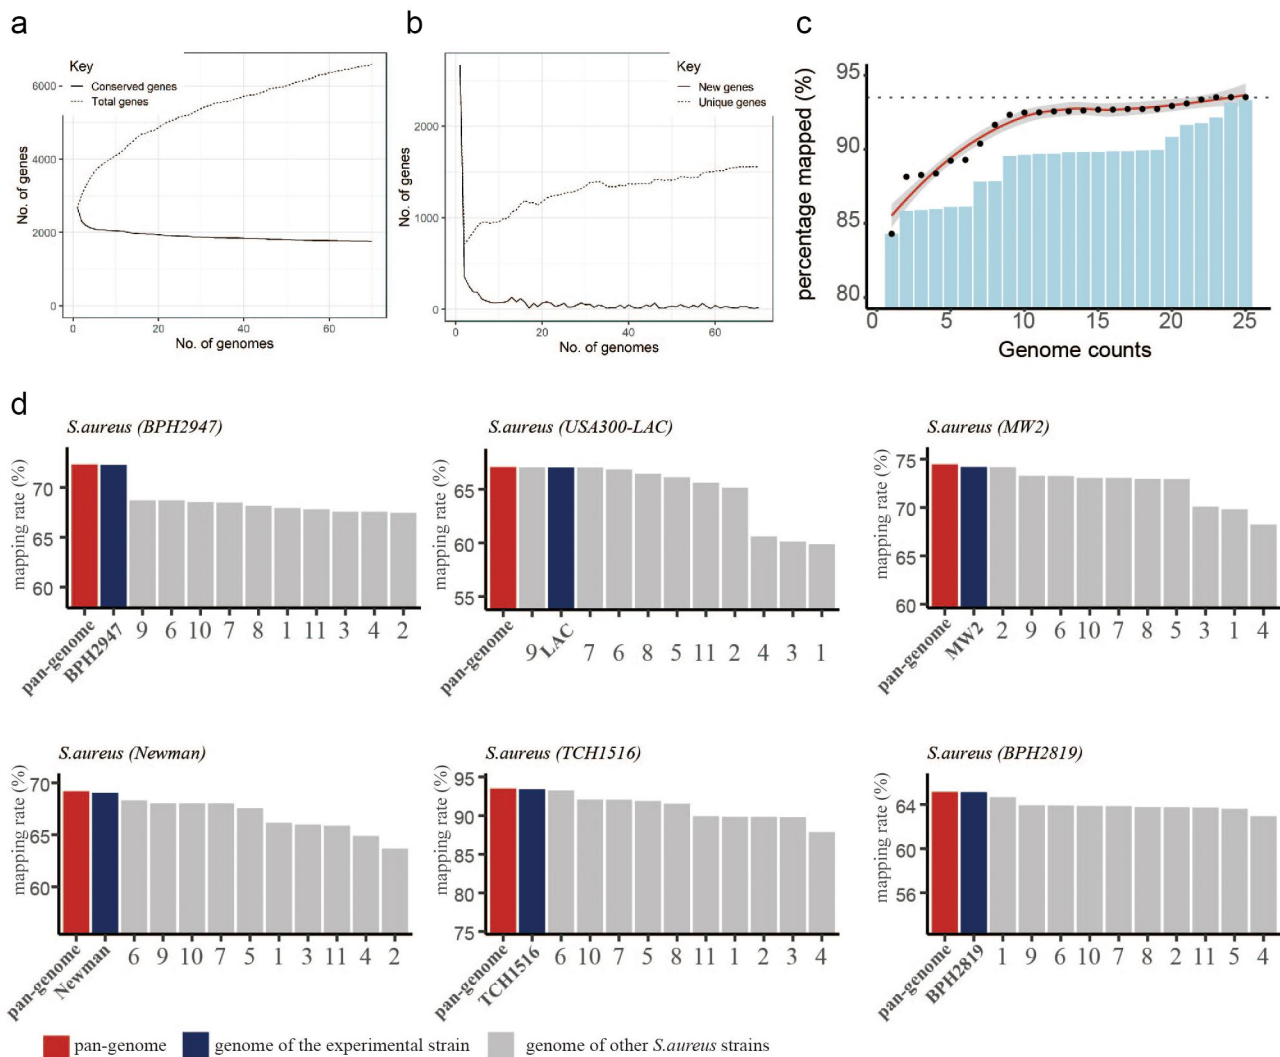 a
Key
Conserved genes
Total genes
No. of genes
6000
4000
2000
0
0 20 40 60
No. of genomes
b
Key
New genes
Unique genes
No. of genes
2000
1000
0
0 20 40 60
No. of genomes
c
percentage mapped (%)
95
90
85
80
0 5 10 15 20 25
Genome counts
d
S.aureus (BPH2947)
mapping rate (%)
70
65
60
pan-genome BPH2947 9 6 10 7 8 1 11 3 4 2
S.aureus (USA300-LAC)
mapping rate (%)
65
60
55
pan-genome 9 LAC 7 6 8 5 11 2 4 3 1
S.aureus (MW2)
mapping rate (%)
75
70
65
60
pan-genome MW2 2 9 6 10 7 8 5 3 1 4
S.aureus (Newman)
mapping rate (%)
70
65
60
pan-genome Newman 6 9 10 7 5 1 3 11 4 2
S.aureus (TCH1516)
mapping rate (%)
95
90
85
80
75
pan-genome TCH1516 6 10 7 5 8 11 1 2 3 4
S.aureus (BPH2819)
mapping rate (%)
64
60
56
pan-genome BPH2819 1 9 6 10 7 8 2 11 5 4
pan-genome
genome of the experimental strain
genome of other S.aureus strains